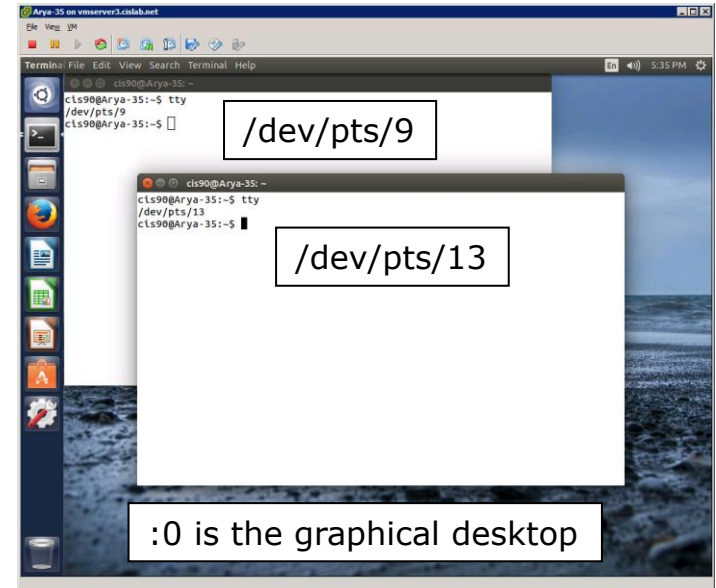 Arya-35 on vmserver3.cislab.net
File View VM
Terminal File Edit View Search Terminal Help
En 5:35 PM
cis90@Arya-35: ~
cis90@Arya-35:~$ tty
/dev/pts/9
cis90@Arya-35:~$
/dev/pts/9
cis90@Arya-35: ~
cis90@Arya-35:~$ tty
/dev/pts/13
cis90@Arya-35:~$
/dev/pts/13
:0 is the graphical desktop